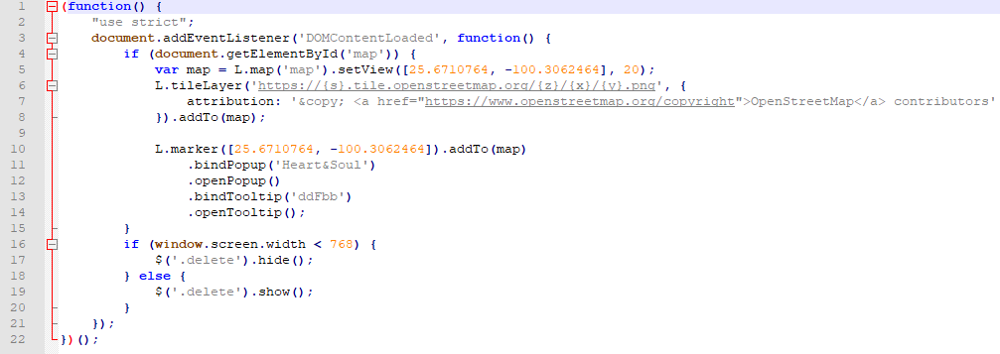 1 (function() {
2 "use strict";
3 document.addEventListener('DOMContentLoaded', function() {
4 if (document.getElementById('map')) {
5 var map = L.map('map').setView([25.6710764, -100.3062464], 20);
6 L.tileLayer('https://{s}.tile.openstreetmap.org/{z}/{x}/{y}.png', {
7 attribution: '&copy; <a href="https://www.openstreetmap.org/copyright">OpenStreetMap</a> contributors'
8 }).addTo(map);
9
10 L.marker([25.6710764, -100.3062464]).addTo(map)
11 .bindPopup('Heart&Soul')
12 .openPopup()
13 .bindTooltip('ddFbb')
14 .openTooltip();
15 }
16 if (window.screen.width < 768) {
17 $('.delete').hide();
18 } else {
19 $('.delete').show();
20 }
21 });
22 })();